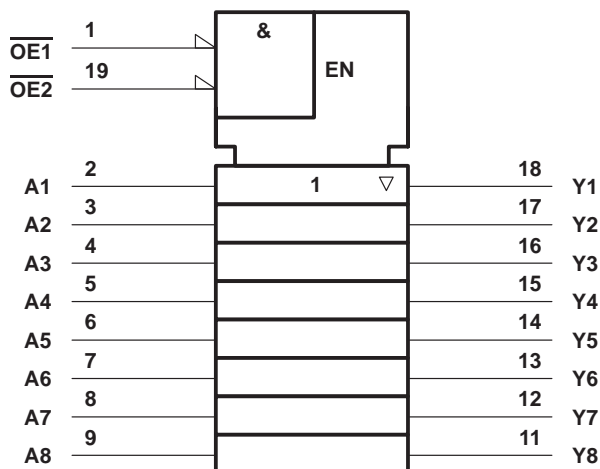 1 &
OE1
19 EN
OE2
2 18
A1 1 ▽ Y1
3 17
A2 Y2
4 16
A3 Y3
5 15
A4 Y4
6 14
A5 Y5
7 13
A6 Y6
8 12
A7 Y7
9 11
A8 Y8